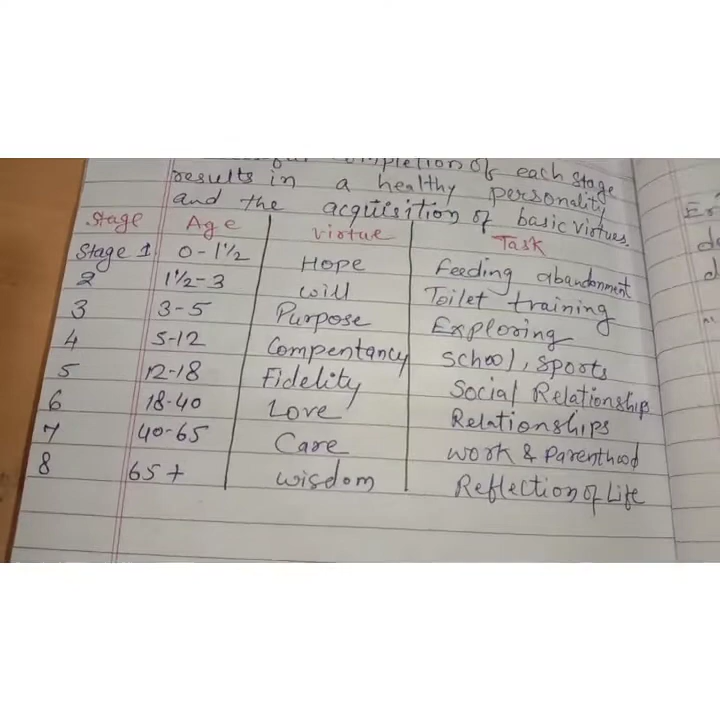 completion of each stage
results in a healthy personality
and the acquisition of basic virtues.
Stage Age Virtue Task
Stage 1 0-1½ Hope Feeding abandonment
2 1½-3 Will Toilet training
3 3-5 Purpose Exploring
4 5-12 Compentancy School, Sports
5 12-18 Fidelity Social Relationship
6 18-40 Love Relationships
7 40-65 Care Work & Parenthood
8 65+ Wisdom Reflection of Life